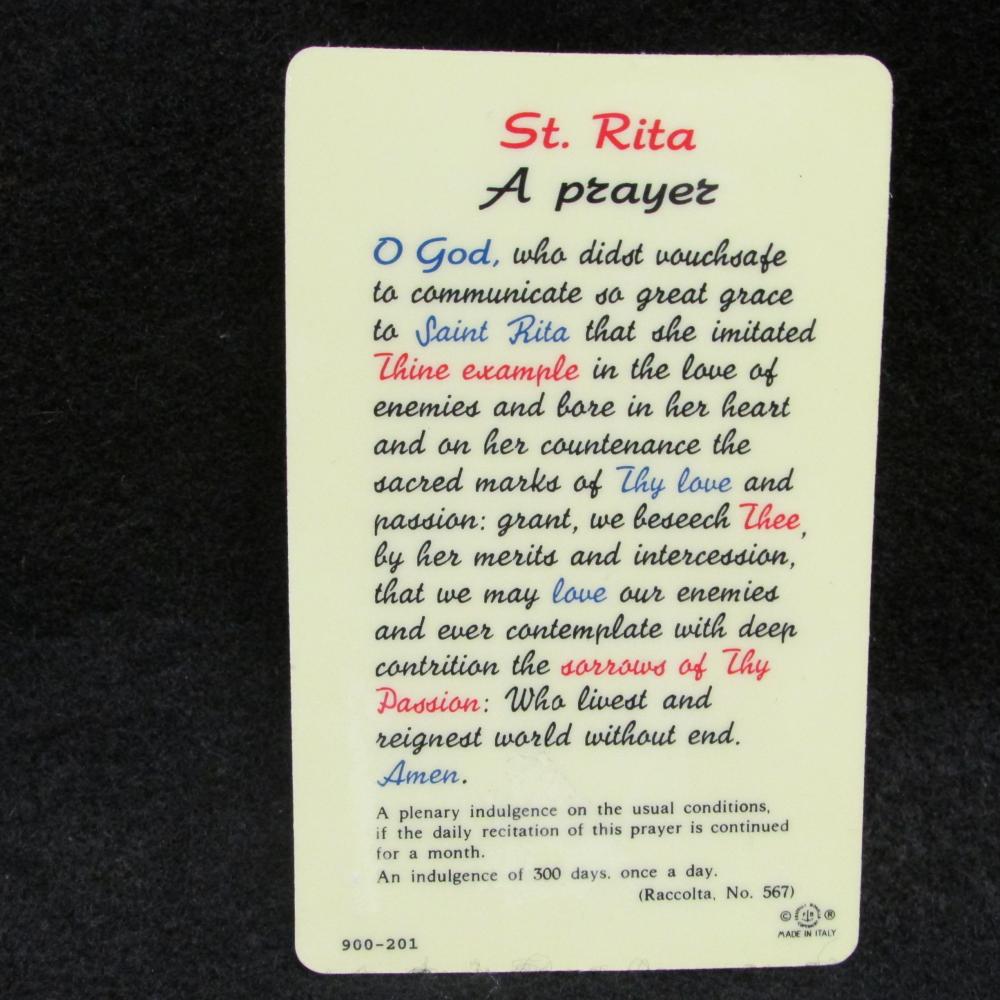 St. Rita
A prayer
O God, who didst vouchsafe
to communicate so great grace
to Saint Rita that she imitated
Thine example in the love of
enemies and bore in her heart
and on her countenance the
sacred marks of Thy love and
passion: grant, we beseech Thee,
by her merits and intercession,
that we may love our enemies
and ever contemplate with deep
contrition the sorrows of Thy
Passion: Who livest and
reignest world without end.
Amen.
A plenary indulgence on the usual conditions,
if the daily recitation of this prayer is continued
for a month.
An indulgence of 300 days. once a day.
(Raccolta, No. 567)
© ®
MADE IN ITALY
900-201